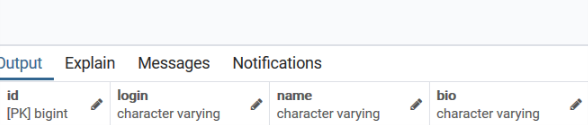 Output Explain Messages Notifications
id login name bio
[PK] bigint character varying character varying character varying